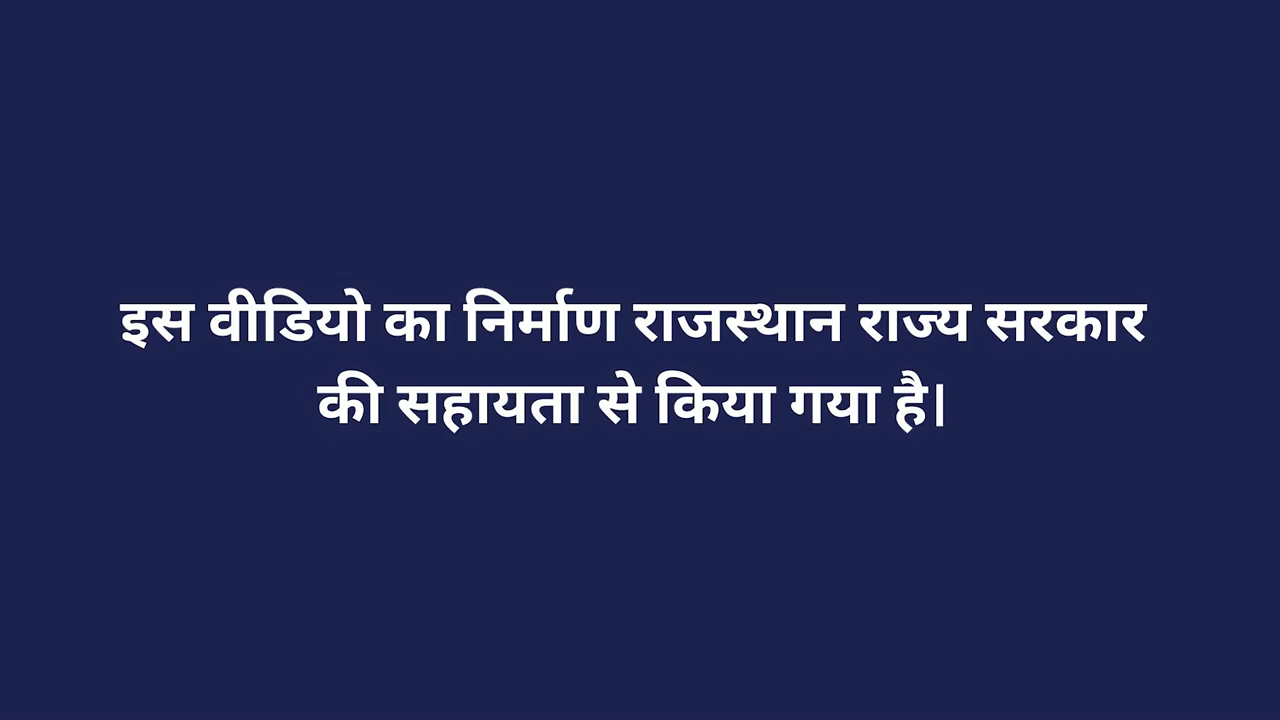 इस वीडियो का निर्माण राजस्थान राज्य सरकार
की सहायता से किया गया है।